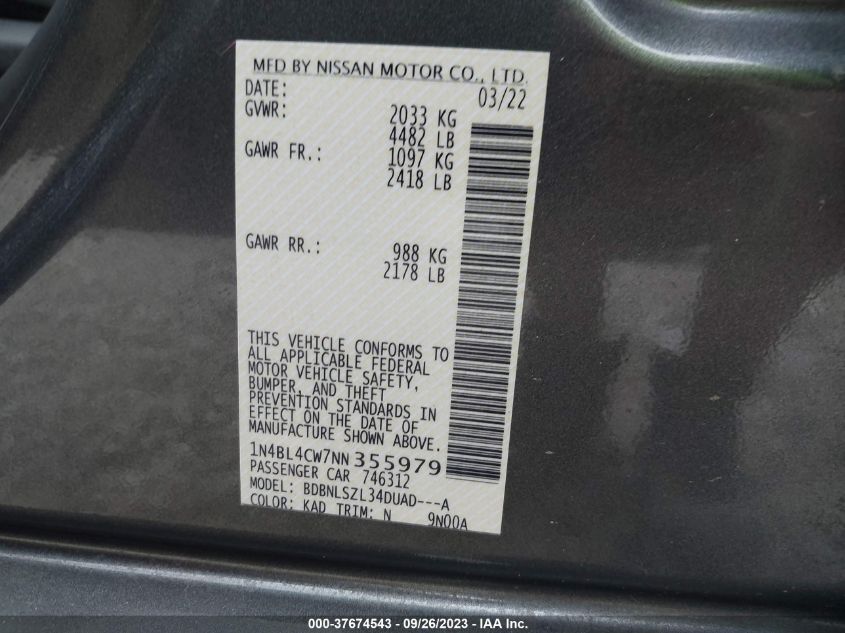 MFD BY NISSAN MOTOR CO., LTD.
DATE: 03/22
GVWR: 2033 KG
4482 LB
GAWR FR.: 1097 KG
2418 LB
GAWR RR.: 988 KG
2178 LB
THIS VEHICLE CONFORMS TO
ALL APPLICABLE FEDERAL
MOTOR VEHICLE SAFETY,
BUMPER, AND THEFT
PREVENTION STANDARDS IN
EFFECT ON THE DATE OF
MANUFACTURE SHOWN ABOVE.
1N4BL4CW7NN355979
PASSENGER CAR 746312
MODEL: BDBNLSZL34DUAD---A
COLOR: KAD TRIM: N 9N00A
000-37674543 - 09/26/2023 - © 2023, IAA Inc.